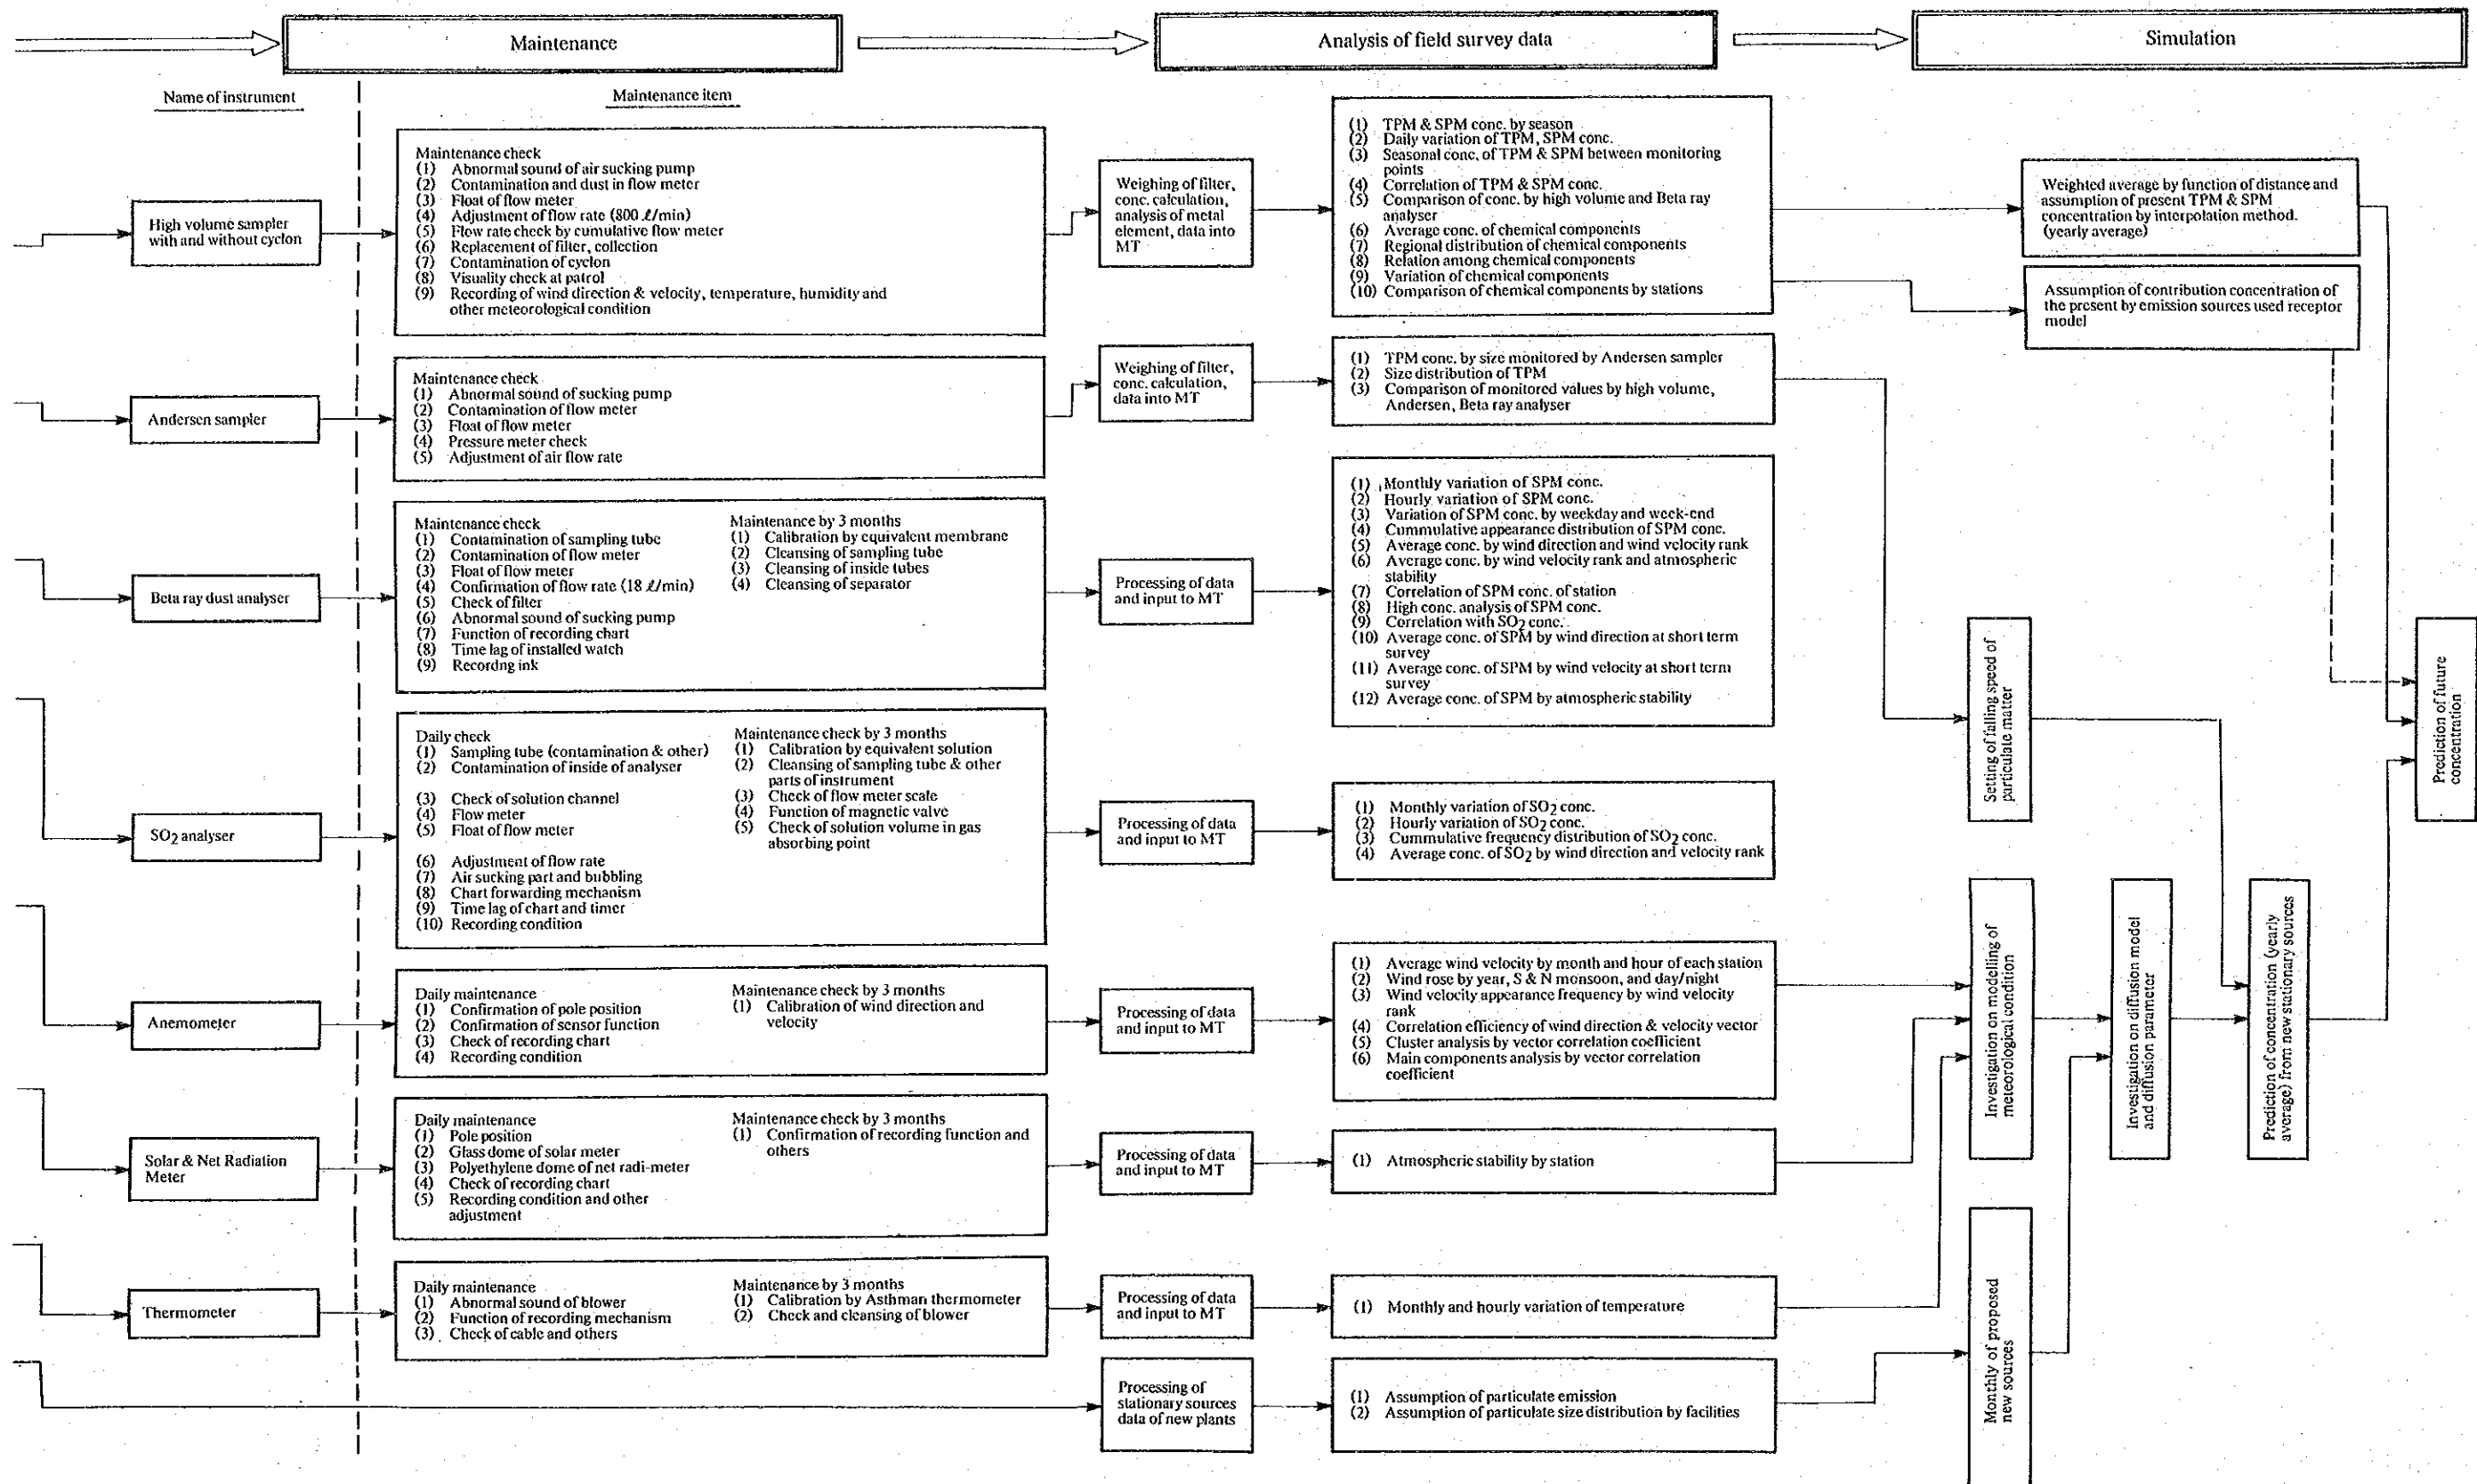 Maintenance
Analysis of field survey data
Simulation
Name of instrument
Maintenance item
High volume sampler
with and without cyclon
Maintenance check
(1) Abnormal sound of air sucking pump
(2) Contamination and dust in flow meter
(3) Float of flow meter
(4) Adjustment of flow rate (800 ℓ/min)
(5) Flow rate check by cumulative flow meter
(6) Replacement of filter, collection
(7) Contamination of cyclon
(8) Visuality check at patrol
(9) Recording of wind direction & velocity, temperature, humidity and
other meteorological condition
Weighing of filter,
conc. calculation,
analysis of metal
element, data into
MT
(1) TPM & SPM conc. by season
(2) Daily variation of TPM, SPM conc.
(3) Seasonal conc. of TPM & SPM between monitoring
points
(4) Correlation of TPM & SPM conc.
(5) Comparison of conc. by high volume and Beta ray
analyser
(6) Average conc. of chemical components
(7) Regional distribution of chemical components
(8) Relation among chemical components
(9) Variation of chemical components
(10) Comparison of chemical components by stations
Weighted average by function of distance and
assumption of present TPM & SPM
concentration by interpolation method.
(yearly average)
Assumption of contribution concentration of
the present by emission sources used receptor
model
Andersen sampler
Maintenance check
(1) Abnormal sound of sucking pump
(2) Contamination of flow meter
(3) Float of flow meter
(4) Pressure meter check
(5) Adjustment of air flow rate
Weighing of filter,
conc. calculation,
data into MT
(1) TPM conc. by size monitored by Andersen sampler
(2) Size distribution of TPM
(3) Comparison of monitored values by high volume,
Andersen, Beta ray analyser
Beta ray dust analyser
Maintenance check
(1) Contamination of sampling tube
(2) Contamination of flow meter
(3) Float of flow meter
(4) Confirmation of flow rate (18 ℓ/min)
(5) Check of filter
(6) Abnormal sound of sucking pump
(7) Function of recording chart
(8) Time lag of installed watch
(9) Recordng ink
Maintenance by 3 months
(1) Calibration by equivalent membrane
(2) Cleansing of sampling tube
(3) Cleansing of inside tubes
(4) Cleansing of separator
Processing of data
and input to MT
(1) Monthly variation of SPM conc.
(2) Hourly variation of SPM conc.
(3) Variation of SPM conc. by weekday and week-end
(4) Cummulative appearance distribution of SPM conc.
(5) Average conc. by wind direction and wind velocity rank
(6) Average conc. by wind velocity rank and atmospheric
stability
(7) Correlation of SPM conc. of station
(8) High conc. analysis of SPM conc.
(9) Correlation with SO2 conc.
(10) Average conc. of SPM by wind direction at short term
survey
(11) Average conc. of SPM by wind velocity at short term
survey
(12) Average conc. of SPM by atmospheric stability
Setting of falling speed of
particulate matter
Prediction of future
concentration
SO2 analyser
Daily check
(1) Sampling tube (contamination & other)
(2) Contamination of inside of analyser
(3) Check of solution channel
(4) Flow meter
(5) Float of flow meter
(6) Adjustment of flow rate
(7) Air sucking part and bubbling
(8) Chart forwarding mechanism
(9) Time lag of chart and timer
(10) Recording condition
Maintenance check by 3 months
(1) Calibration by equivalent solution
(2) Cleansing of sampling tube & other
parts of instrument
(3) Check of flow meter scale
(4) Function of magnetic valve
(5) Check of solution volume in gas
absorbing point
Processing of data
and input to MT
(1) Monthly variation of SO2 conc.
(2) Hourly variation of SO2 conc.
(3) Cummulative frequency distribution of SO2 conc.
(4) Average conc. of SO2 by wind direction and velocity rank
Anemometer
Daily maintenance
(1) Confirmation of pole position
(2) Confirmation of sensor function
(3) Check of recording chart
(4) Recording condition
Maintenance check by 3 months
(1) Calibration of wind direction and
velocity
Processing of data
and input to MT
(1) Average wind velocity by month and hour of each station
(2) Wind rose by year, S & N monsoon, and day/night
(3) Wind velocity appearance frequency by wind velocity
rank
(4) Correlation efficiency of wind direction & velocity vector
(5) Cluster analysis by vector correlation coefficient
(6) Main components analysis by vector correlation
coefficient
Investigation on modelling of
meteorological condition
Investigation on diffusion model
and diffusion parameter
Prediction of concentration (yearly
average) from new stationary sources
Solar & Net Radiation
Meter
Daily maintenance
(1) Pole position
(2) Glass dome of solar meter
(3) Polyethylene dome of net radi-meter
(4) Check of recording chart
(5) Recording condition and other
adjustment
Maintenance check by 3 months
(1) Confirmation of recording function and
others
Processing of data
and input to MT
(1) Atmospheric stability by station
Thermometer
Daily maintenance
(1) Abnormal sound of blower
(2) Function of recording mechanism
(3) Check of cable and others
Maintenance by 3 months
(1) Calibration by Asthman thermometer
(2) Check and cleansing of blower
Processing of data
and input to MT
(1) Monthly and hourly variation of temperature
Monthly of proposed
new sources
Processing of
stationary sources
data of new plants
(1) Assumption of particulate emission
(2) Assumption of particulate size distribution by facilities